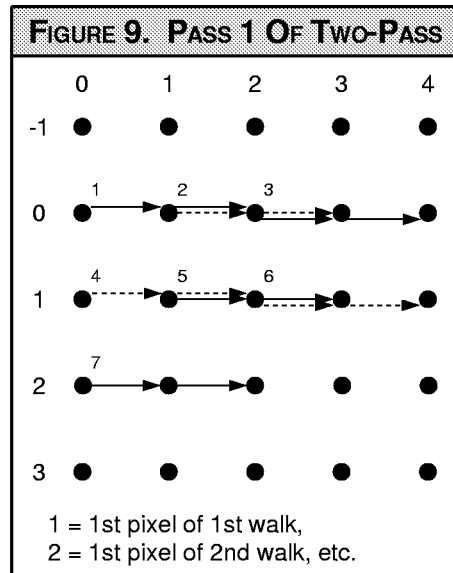 FIGURE 9. PASS 1 OF TWO-PASS
0 1 2 3 4
-1
1 2 3
0
4 5 6
1
7
2
3
1 = 1st pixel of 1st walk,
2 = 1st pixel of 2nd walk, etc.